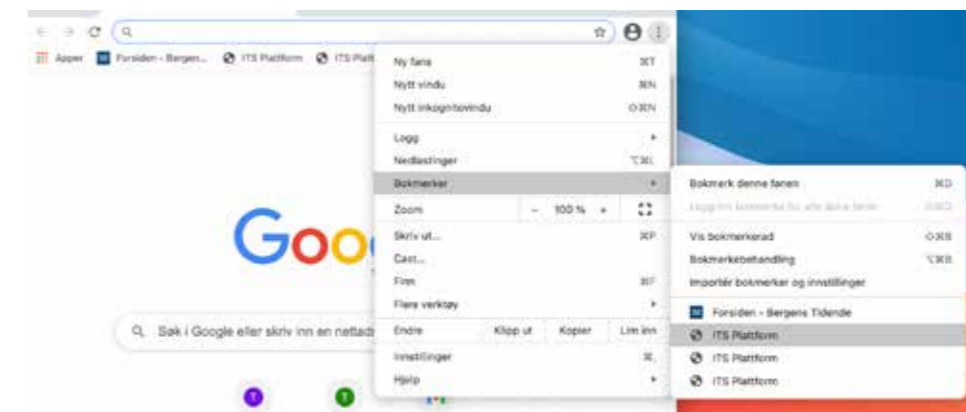 Apper Forsiden - Bergen... ITS Plattform ITS Platt
Ny fane ⌘T
Nytt vindu ⌘N
Nytt inkognitovindu ⇧⌘N
Logg
Nedlastinger ⌥⌘L
Bokmerker
Zoom - 100 % +
Skriv ut... ⌘P
Cast...
Finn ⌘F
Flere verktøy
Endre Klipp ut Kopier Lim inn
Innstillinger ⌘,
Hjelp
Bokmerk denne fanen ⌘D
Vis bokmerkerad ⇧⌘B
Bokmerkebehandling ⌥⌘B
Importér bokmerker og innstillinger
Forsiden - Bergens Tidende
ITS Plattform
ITS Plattform
ITS Plattform
Goo
Søk i Google eller skriv inn en nettadr
T T